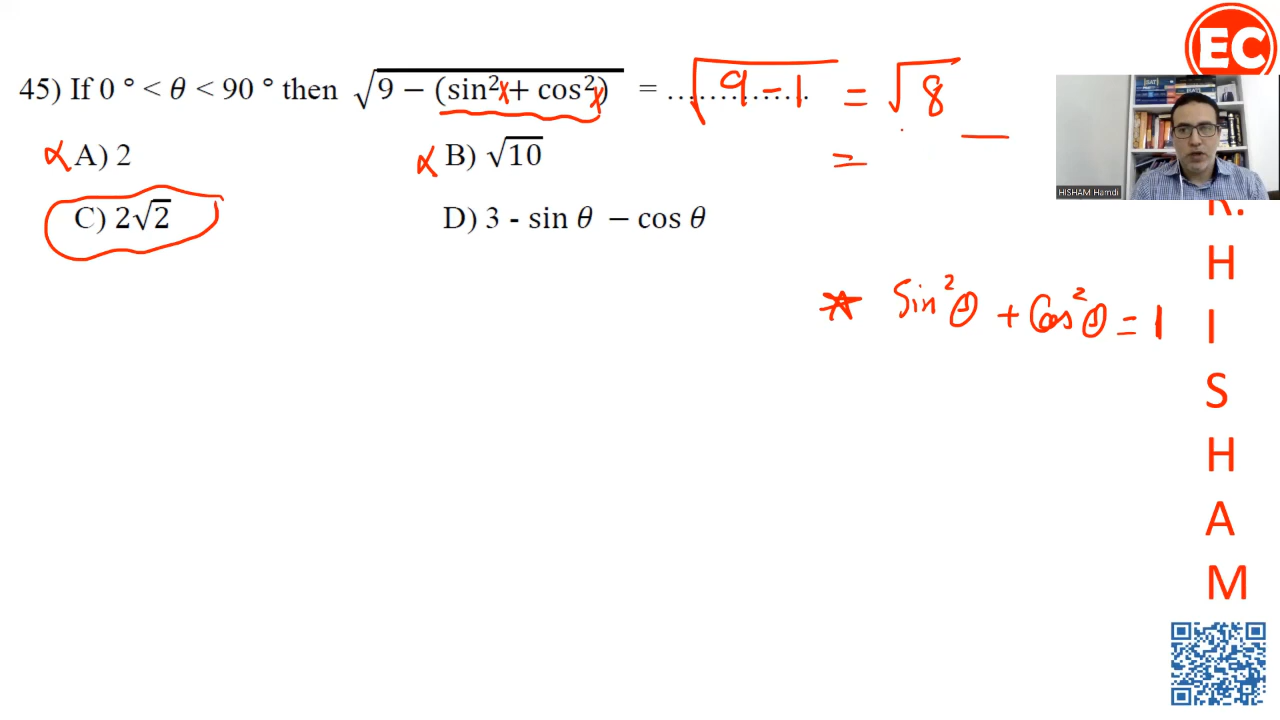 EC
45) If 0 ° < θ < 90 ° then √9 − (sin²x + cos²x) = ............... √9 − 1 = √8
=
α A) 2
α B) √10
C) 2√2
D) 3 - sin θ − cos θ
HISHAM Hamdi
* Sin²θ + Cos²θ = 1
R.
H
I
S
H
A
M